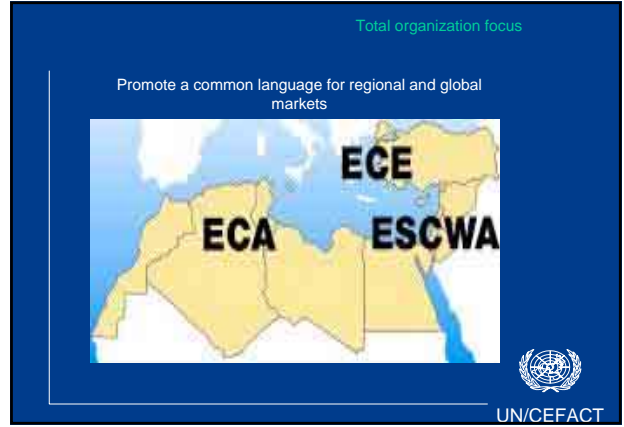 Total organization focus
Promote a common language for regional and global
markets
ECE
ECA ESCWA
UN/CEFACT